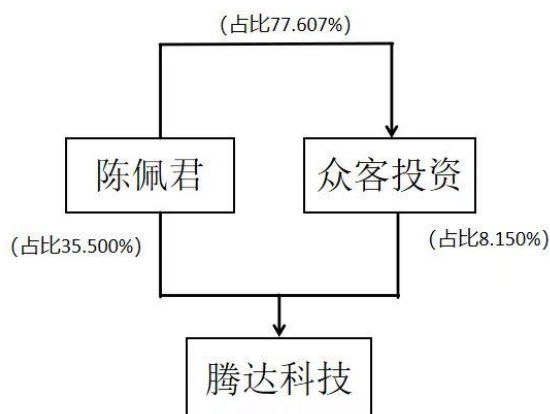 (占比77.607%)
陈佩君
众客投资
(占比35.500%)
(占比8.150%)
腾达科技